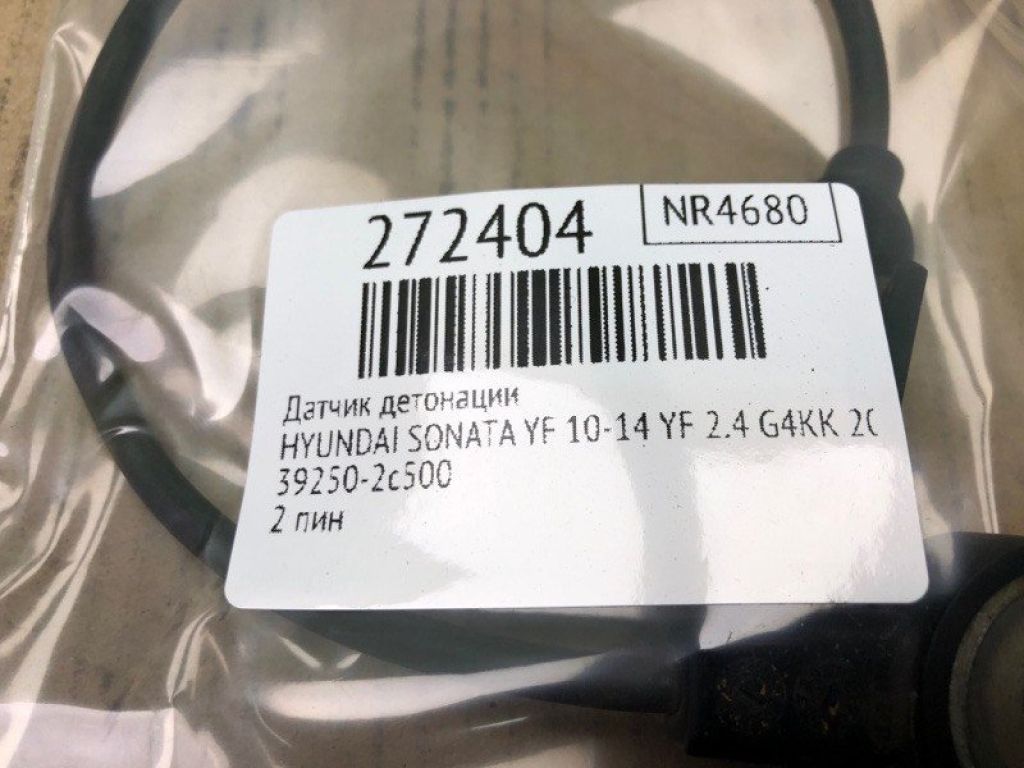 272404
NR4680
Датчик детонации
HYUNDAI SONATA YF 10-14 YF 2.4 G4KK
39250-2c500
2 пин